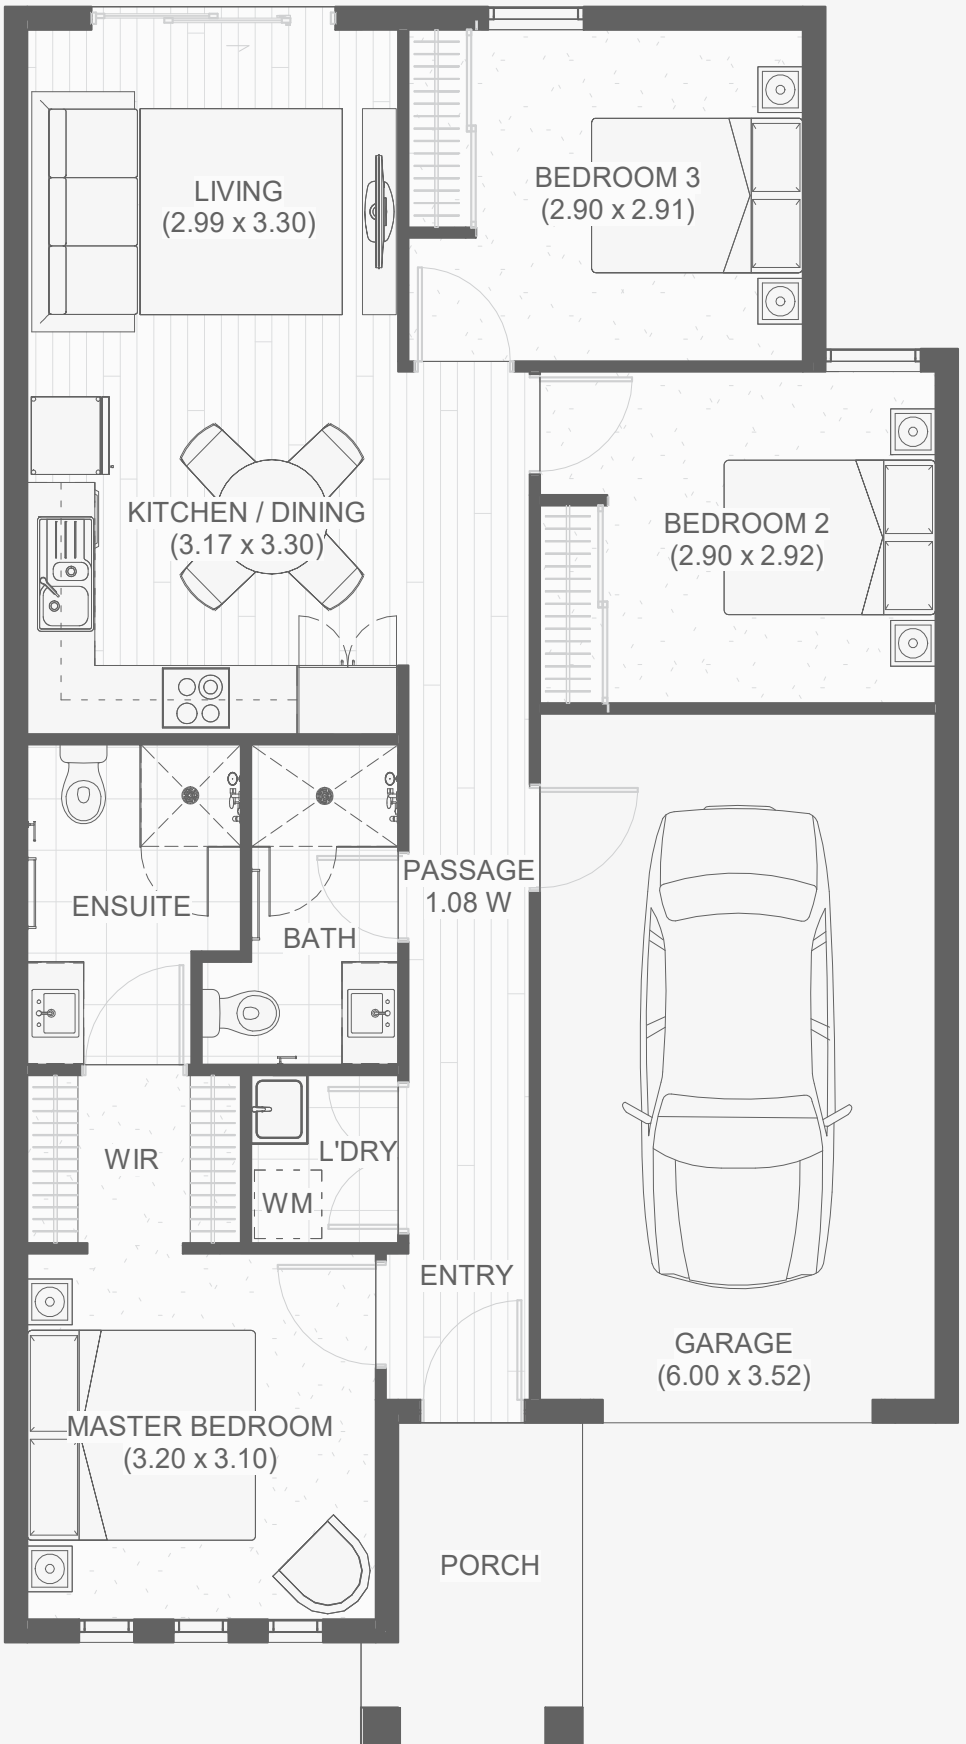 LIVING
(2.99 x 3.30)
BEDROOM 3
(2.90 x 2.91)
KITCHEN / DINING
(3.17 x 3.30)
BEDROOM 2
(2.90 x 2.92)
PASSAGE
1.08 W
ENSUITE
BATH
WIR
L'DRY
WM
ENTRY
GARAGE
(6.00 x 3.52)
MASTER BEDROOM
(3.20 x 3.10)
PORCH